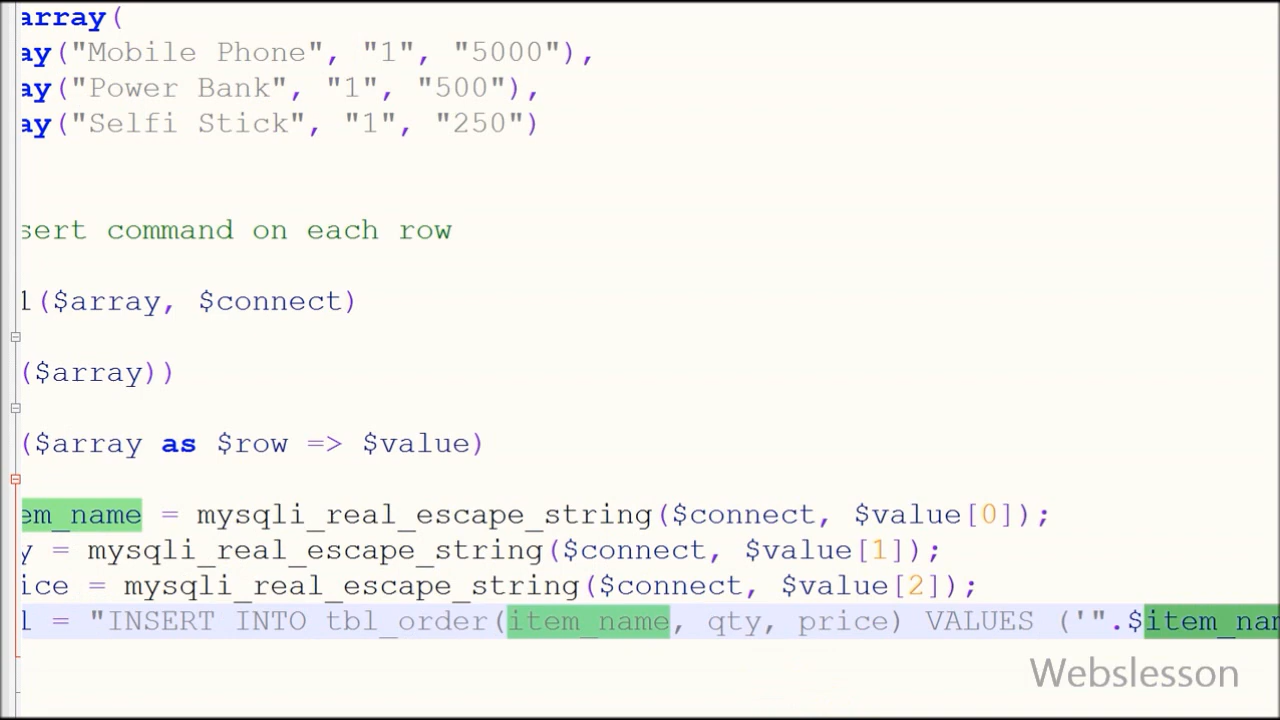 array(
ay("Mobile Phone", "1", "5000"),
ay("Power Bank", "1", "500"),
ay("Selfi Stick", "1", "250")
sert command on each row
l($array, $connect)
($array))
($array as $row => $value)
em_name = mysqli_real_escape_string($connect, $value[0]);
y = mysqli_real_escape_string($connect, $value[1]);
ice = mysqli_real_escape_string($connect, $value[2]);
l = "INSERT INTO tbl_order(item_name, qty, price) VALUES ('".$item_nam
Webslesson